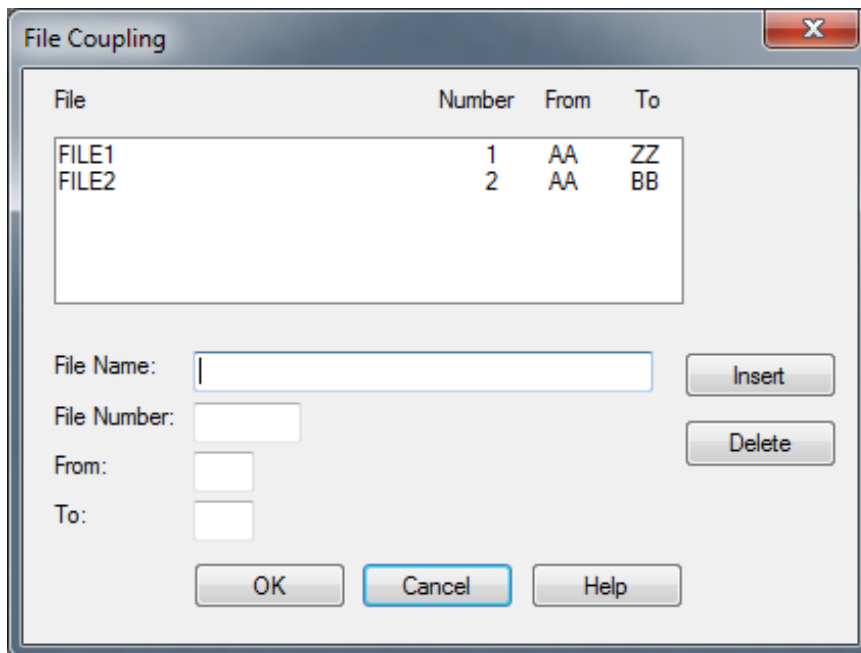 File Coupling
File Number From To
FILE1 1 AA ZZ
FILE2 2 AA BB
File Name:
Insert
File Number:
Delete
From:
To:
OK Cancel Help